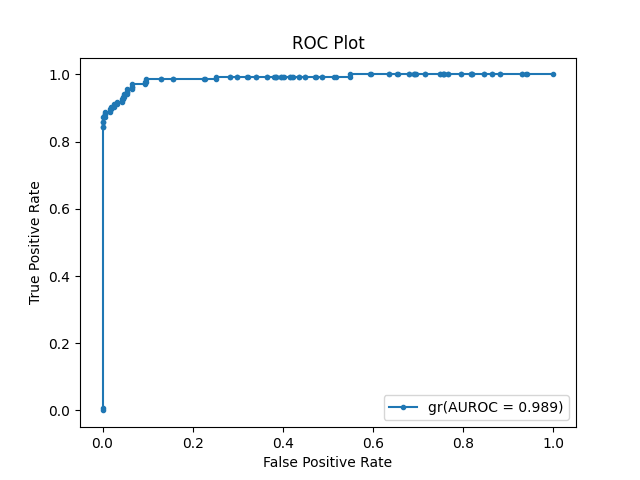 ROC Plot
True Positive Rate
1.0
0.8
0.6
0.4
0.2
0.0
gr(AUROC = 0.989)
0.0 0.2 0.4 0.6 0.8 1.0
False Positive Rate